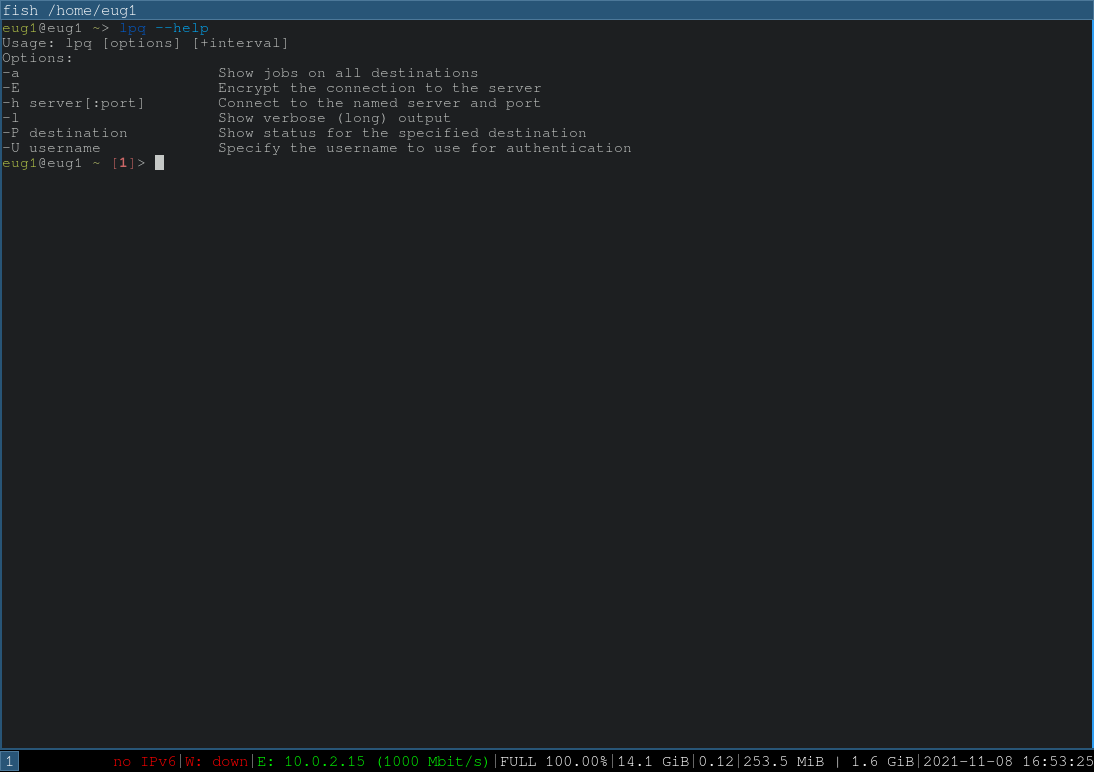 fish /home/eug1
eug1@eug1 ~> lpq --help
Usage: lpq [options] [+interval]
Options:
-a                      Show jobs on all destinations
-E                      Encrypt the connection to the server
-h server[:port]        Connect to the named server and port
-l                      Show verbose (long) output
-P destination          Show status for the specified destination
-U username             Specify the username to use for authentication
eug1@eug1 ~ [1]>
1 no IPv6|W: down|E: 10.0.2.15 (1000 Mbit/s)|FULL 100.00%|14.1 GiB|0.12|253.5 MiB | 1.6 GiB|2021-11-08 16:53:25